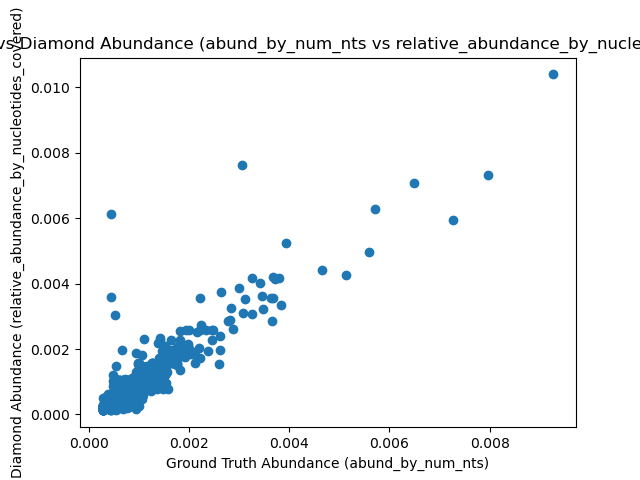 vs Diamond Abundance (abund_by_num_nts vs relative_abundance_by_nucle
Diamond Abundance (relative_abundance_by_nucleotides_covered)
0.010
0.008
0.006
0.004
0.002
0.000
0.000 0.002 0.004 0.006 0.008
Ground Truth Abundance (abund_by_num_nts)